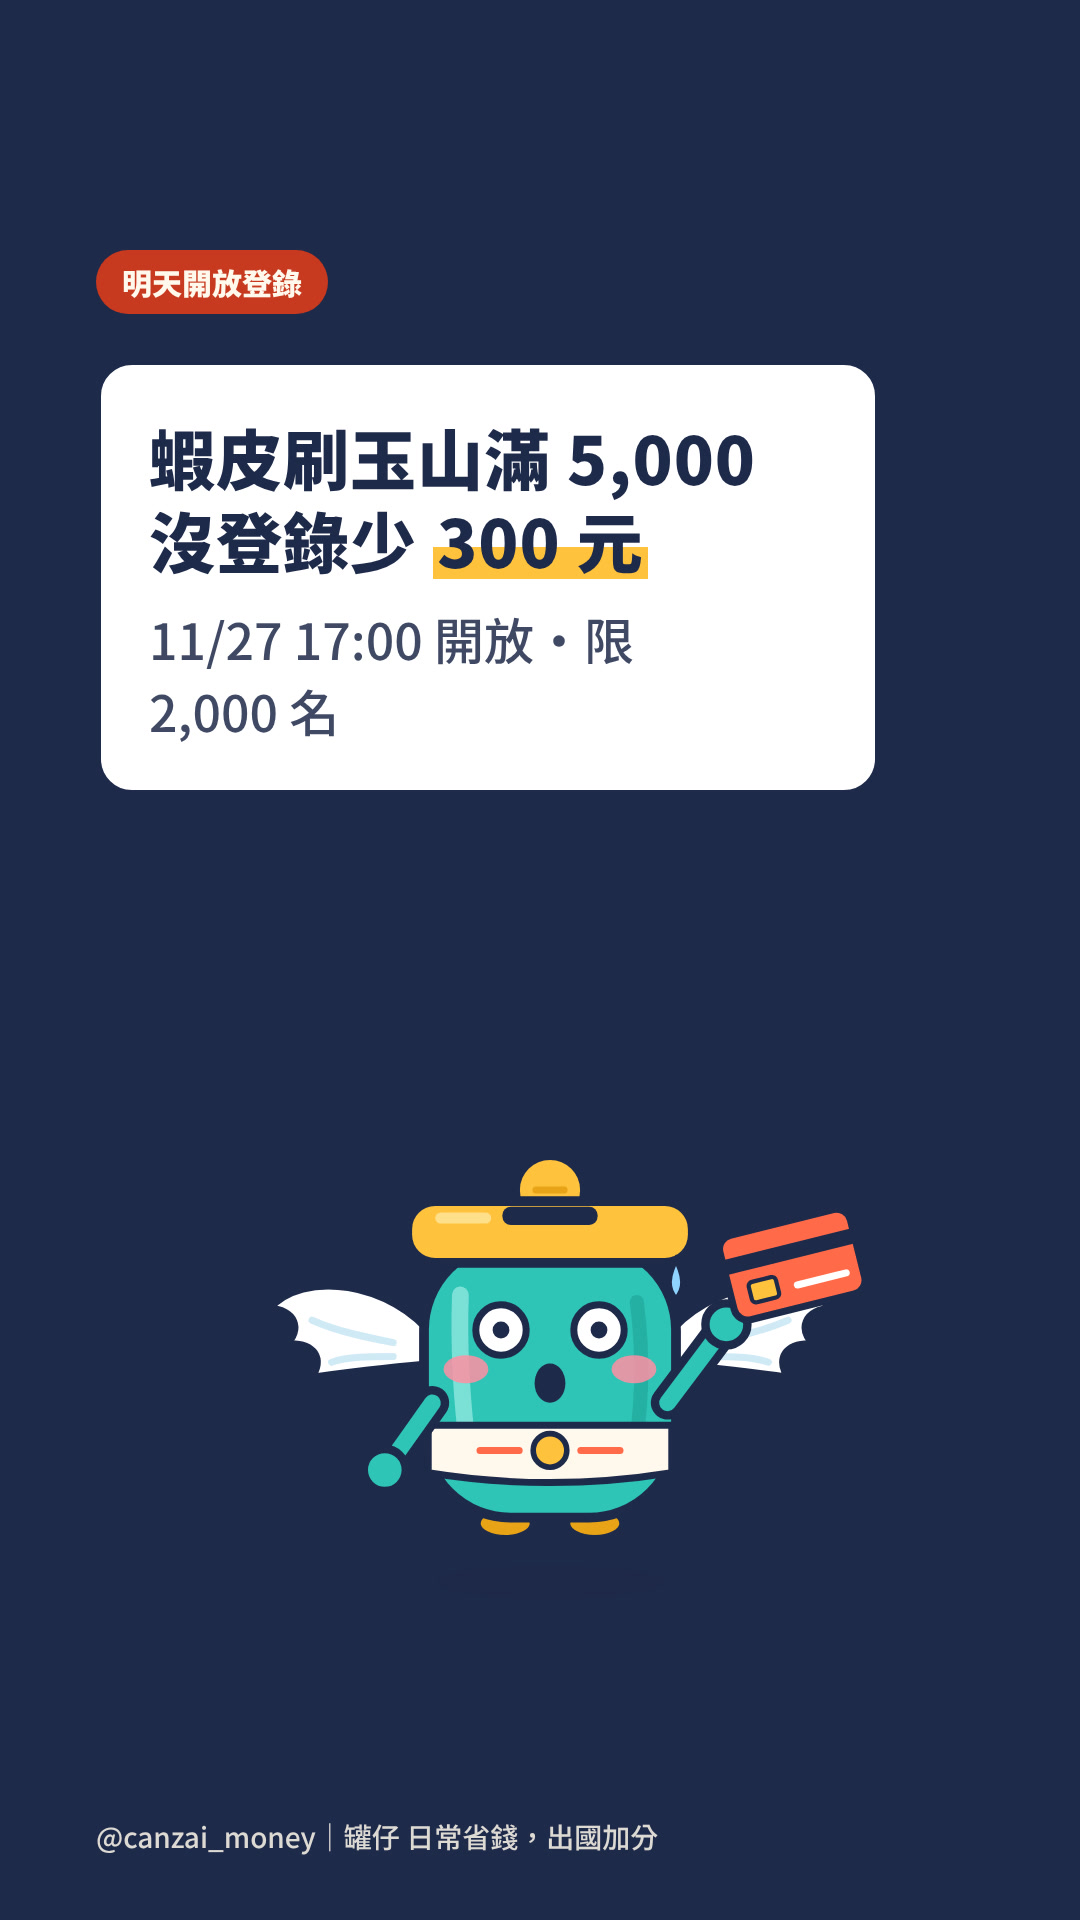 明天開放登錄
蝦皮刷玉山滿 5,000
沒登錄少 300 元
11/27 17:00 開放・限
2,000 名
@canzai_money｜罐仔 日常省錢，出國加分